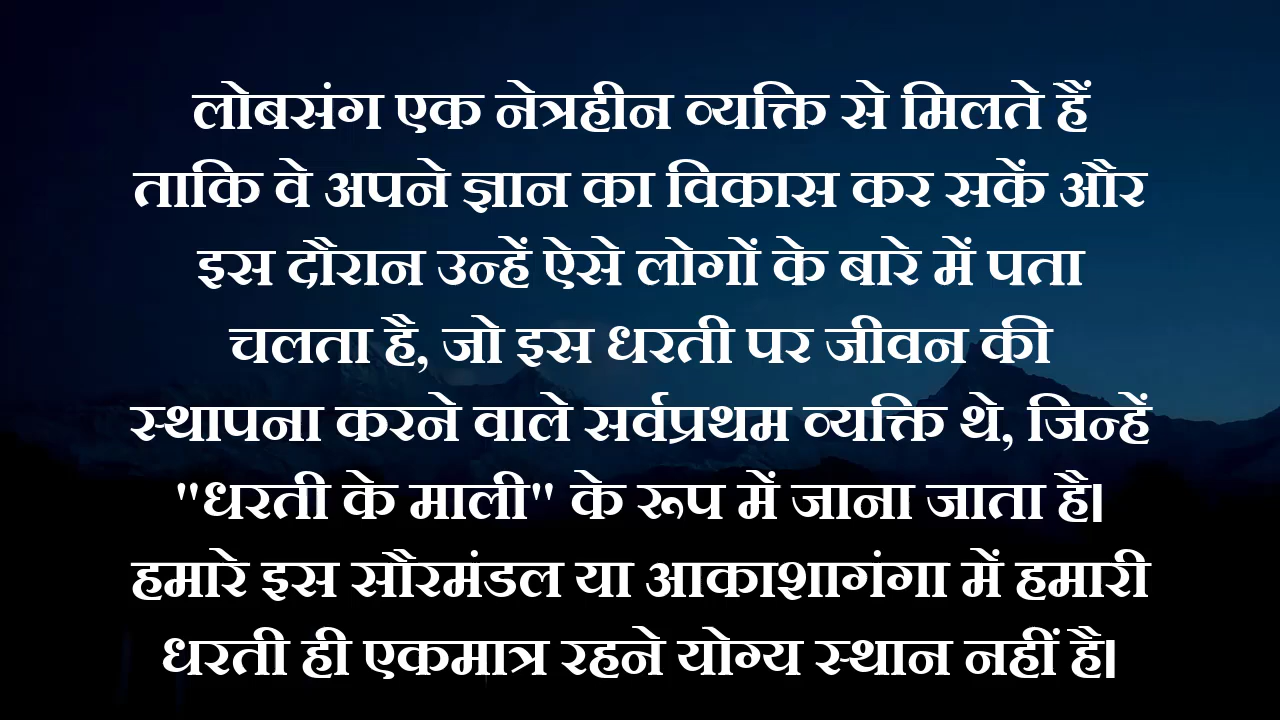 लोबसंग एक नेत्रहीन व्यक्ति से मिलते हैं
ताकि वे अपने ज्ञान का विकास कर सकें और
इस दौरान उन्हें ऐसे लोगों के बारे में पता
चलता है, जो इस धरती पर जीवन की
स्थापना करने वाले सर्वप्रथम व्यक्ति थे, जिन्हें
"धरती के माली" के रूप में जाना जाता है।
हमारे इस सौरमंडल या आकाशागंगा में हमारी
धरती ही एकमात्र रहने योग्य स्थान नहीं है।